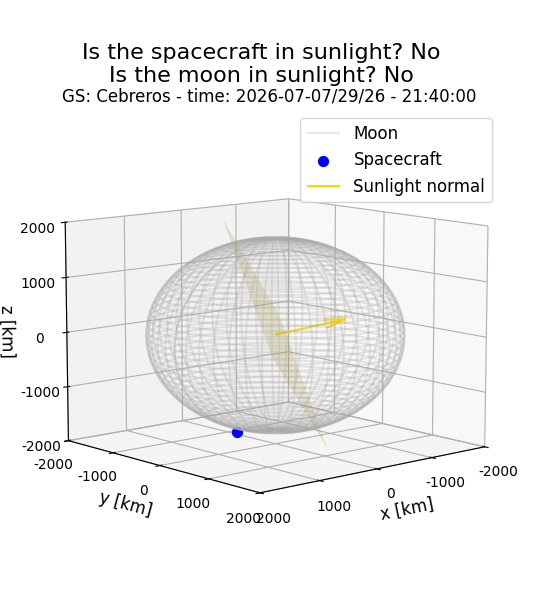 Is the spacecraft in sunlight? No
Is the moon in sunlight? No
GS: Cebreros - time: 2026-07-07/29/26 - 21:40:00
Moon
Spacecraft
Sunlight normal
2000
1000
0
-1000
-2000
z [km]
-2000
-1000
0
1000
2000
y [km]
2000
1000
0
-1000
-2000
x [km]